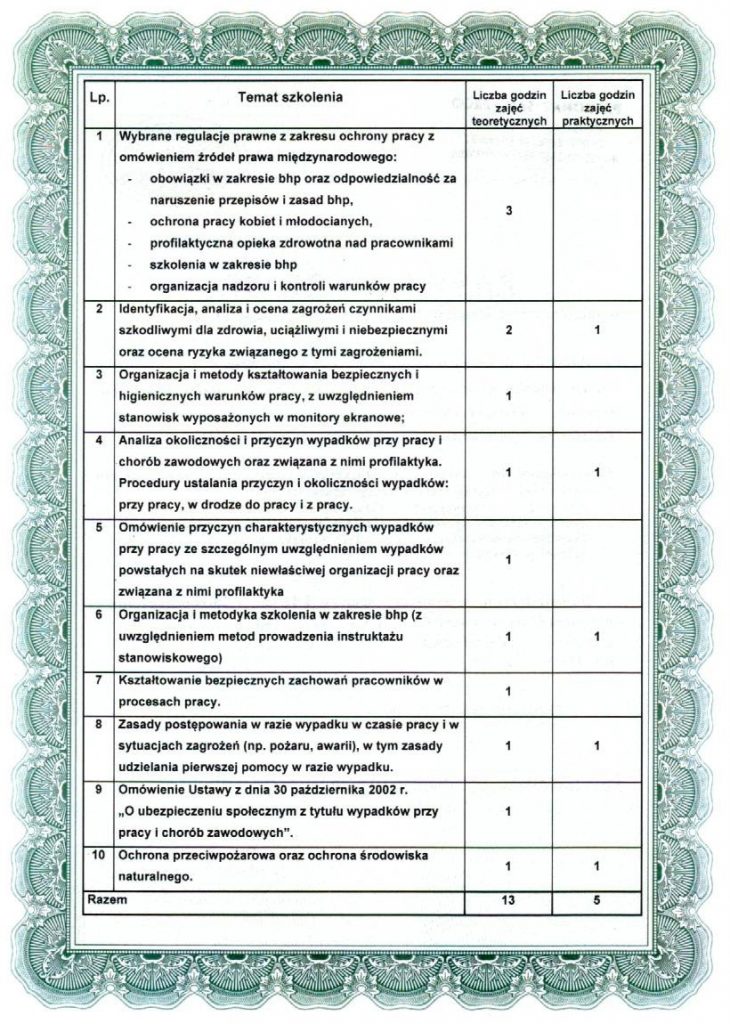 Lp. Temat szkolenia Liczba godzin zajęć teoretycznych Liczba godzin zajęć praktycznych
1 Wybrane regulacje prawne z zakresu ochrony pracy z
omówieniem źródeł prawa międzynarodowego:
- obowiązki w zakresie bhp oraz odpowiedzialność za
naruszenie przepisów i zasad bhp,
- ochrona pracy kobiet i młodocianych,
- profilaktyczna opieka zdrowotna nad pracownikami
- szkolenia w zakresie bhp
- organizacja nadzoru i kontroli warunków pracy
3
2 Identyfikacja, analiza i ocena zagrożeń czynnikami
szkodliwymi dla zdrowia, uciążliwymi i niebezpiecznymi
oraz ocena ryzyka związanego z tymi zagrożeniami.
2 1
3 Organizacja i metody kształtowania bezpiecznych i
higienicznych warunków pracy, z uwzględnieniem
stanowisk wyposażonych w monitory ekranowe;
1
4 Analiza okoliczności i przyczyn wypadków przy pracy i
chorób zawodowych oraz związana z nimi profilaktyka.
Procedury ustalania przyczyn i okoliczności wypadków:
przy pracy, w drodze do pracy i z pracy.
1 1
5 Omówienie przyczyn charakterystycznych wypadków
przy pracy ze szczególnym uwzględnieniem wypadków
powstałych na skutek niewłaściwej organizacji pracy oraz
związana z nimi profilaktyka
1
6 Organizacja i metodyka szkolenia w zakresie bhp (z
uwzględnieniem metod prowadzenia instruktażu
stanowiskowego)
1 1
7 Kształtowanie bezpiecznych zachowań pracowników w
procesach pracy.
1
8 Zasady postępowania w razie wypadku w czasie pracy i w
sytuacjach zagrożeń (np. pożaru, awarii), w tym zasady
udzielania pierwszej pomocy w razie wypadku.
1 1
9 Omówienie Ustawy z dnia 30 października 2002 r.
„O ubezpieczeniu społecznym z tytułu wypadków przy
pracy i chorób zawodowych”.
1
10 Ochrona przeciwpożarowa oraz ochrona środowiska
naturalnego.
1 1
Razem 13 5